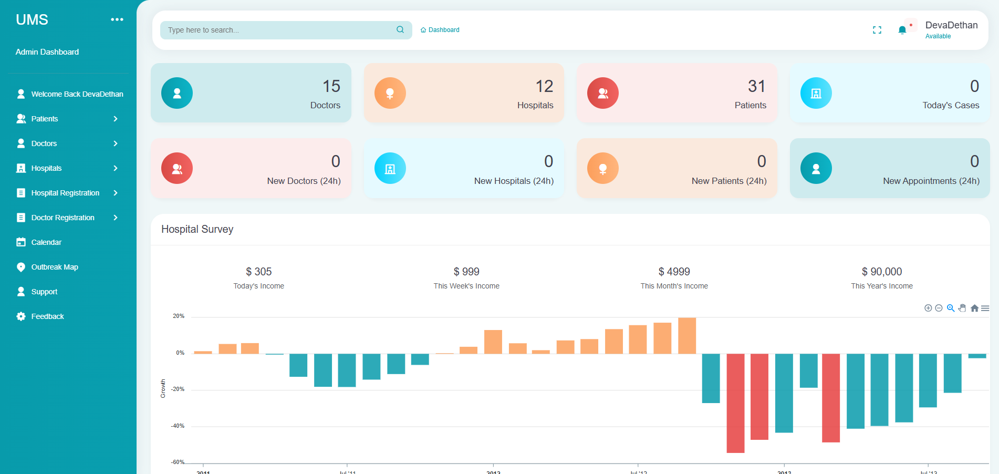 UMS
Admin Dashboard
Welcome Back DevaDethan
Patients
Doctors
Hospitals
Hospital Registration
Doctor Registration
Calendar
Outbreak Map
Support
Feedback
Type here to search...
Dashboard
DevaDethan
Available
15
Doctors
12
Hospitals
31
Patients
0
Today's Cases
0
New Doctors (24h)
0
New Hospitals (24h)
0
New Patients (24h)
0
New Appointments (24h)
Hospital Survey
$ 305
Today's Income
$ 999
This Week's Income
$ 4999
This Month's Income
$ 90,000
This Year's Income
Growth
20%
0%
-20%
-40%
-60%
2011
Jul '11
2012
Jul '12
2013
Jul '13